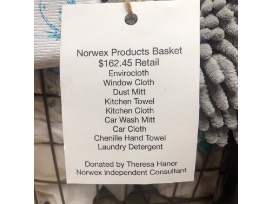 Norwex Products Basket
$162.45 Retail
Envirocloth
Window Cloth
Dust Mitt
Kitchen Towel
Kitchen Cloth
Car Wash Mitt
Car Cloth
Chenille Hand Towel
Laundry Detergent
Donated by Theresa Haner
Norwex Independent Consultant